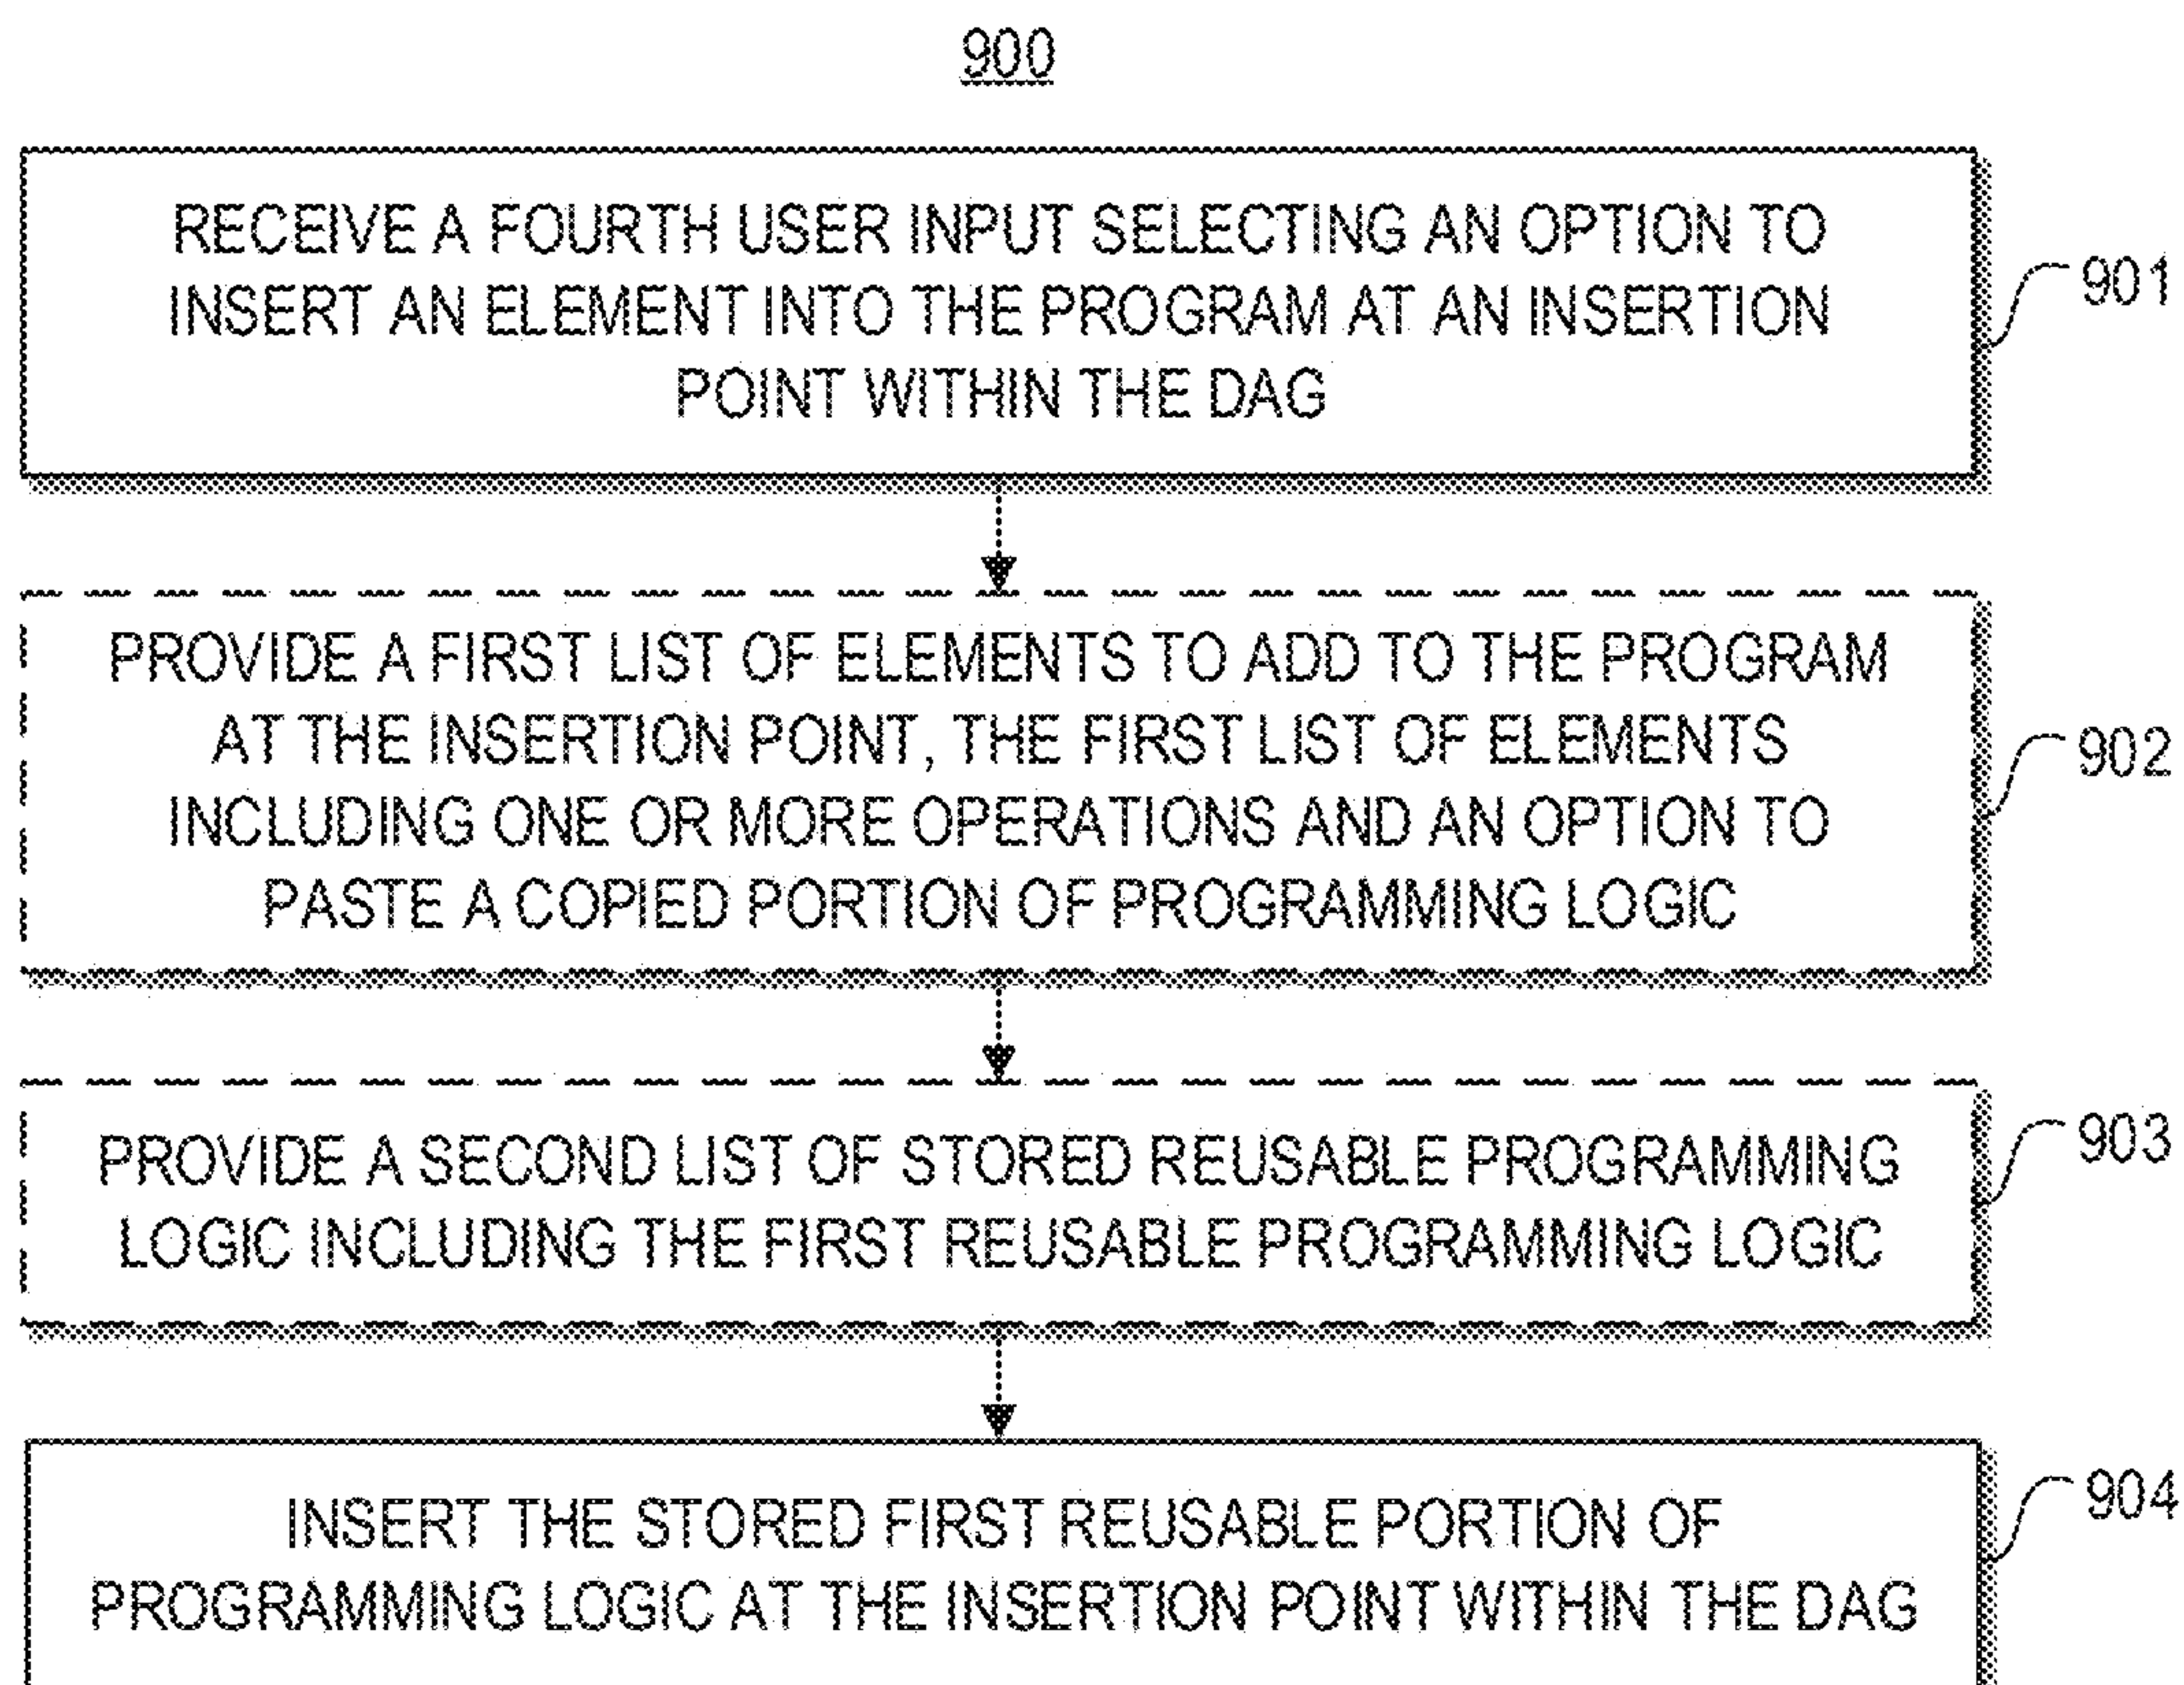 900
RECEIVE A FOURTH USER INPUT SELECTING AN OPTION TO
INSERT AN ELEMENT INTO THE PROGRAM AT AN INSERTION
POINT WITHIN THE DAG
901
PROVIDE A FIRST LIST OF ELEMENTS TO ADD TO THE PROGRAM
AT THE INSERTION POINT, THE FIRST LIST OF ELEMENTS
INCLUDING ONE OR MORE OPERATIONS AND AN OPTION TO
PASTE A COPIED PORTION OF PROGRAMMING LOGIC
902
PROVIDE A SECOND LIST OF STORED REUSABLE PROGRAMMING
LOGIC INCLUDING THE FIRST REUSABLE PROGRAMMING LOGIC
903
INSERT THE STORED FIRST REUSABLE PORTION OF
PROGRAMMING LOGIC AT THE INSERTION POINT WITHIN THE DAG
904